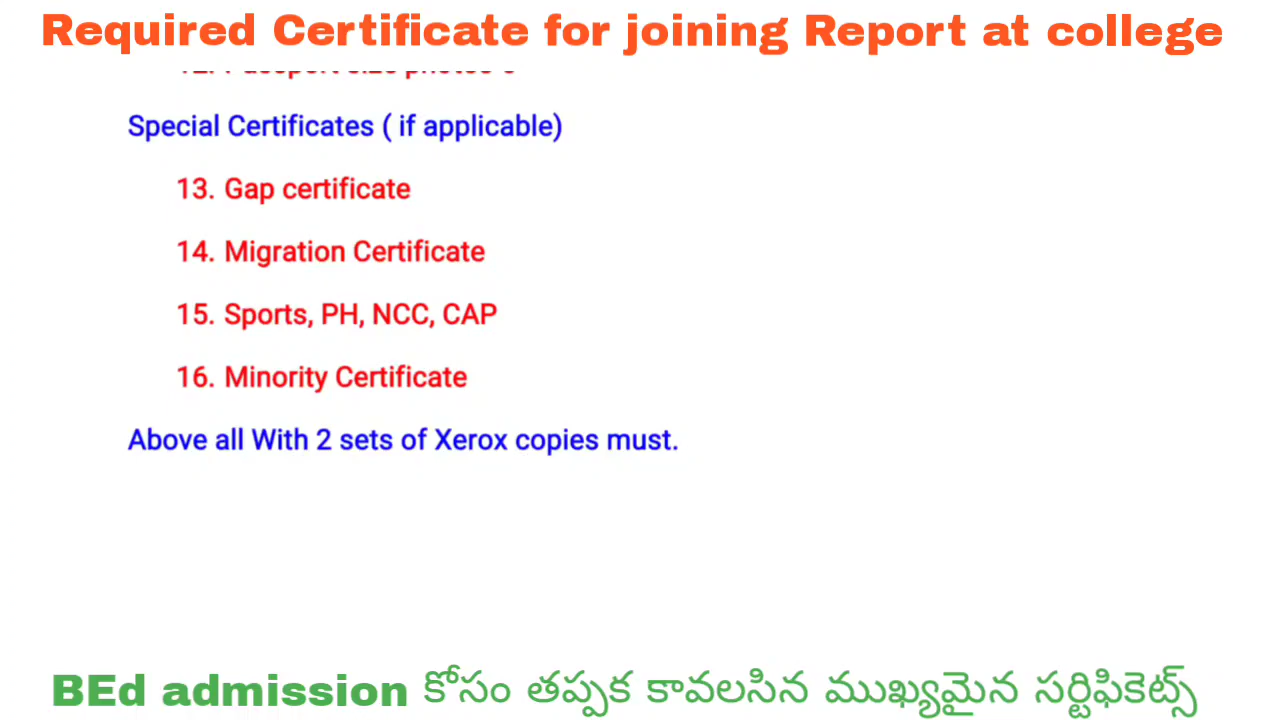 Required Certificate for joining Report at college
Special Certificates ( if applicable)
13. Gap certificate
14. Migration Certificate
15. Sports, PH, NCC, CAP
16. Minority Certificate
Above all With 2 sets of Xerox copies must.
BEd admission కోసం తప్పక కావలసిన ముఖ్యమైన సర్టిఫికెట్స్